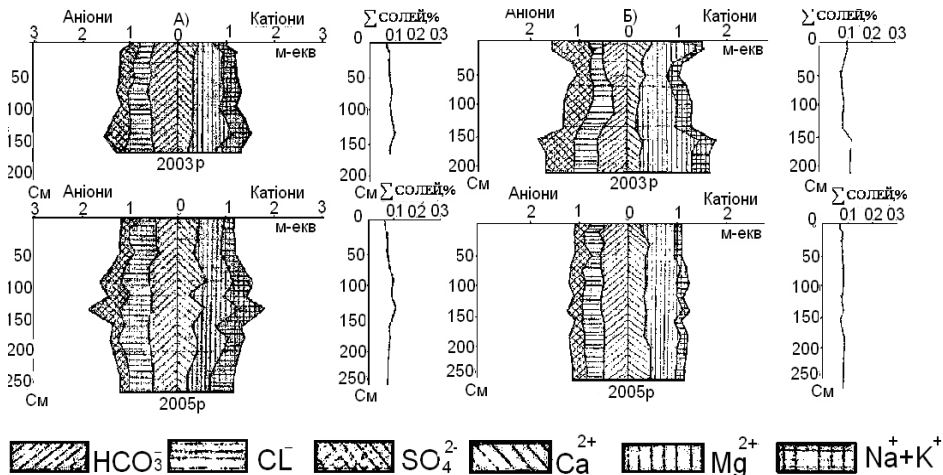 Аніони А) Катіони
3 2 1 0 1 2 3
м-екв
50
100
150
200
См
2003р
∑ СОЛЕЙ,%
0 01 02 03
50
100
150
200
См
Аніони Б) Катіони
2 1 0 1 2
м-екв
0
50
100
150
200
См
2003р
∑ СОЛЕЙ,%
0 01 02 03
50
100
150
200
См
Аніони Катіони
3 2 1 0 1 2 3
м-екв
50
100
150
200
250
См
2005р
∑ СОЛЕЙ,%
0 01 02 03
50
100
150
200
250
См
Аніони Катіони
2 1 0 1 2
м-екв
0
50
100
150
200
250
См
2005р
∑ СОЛЕЙ,%
0 01 02 03
50
100
150
200
250
См
HCO₃⁻ CL⁻ SO₄²⁻ Ca²⁺ Mg²⁺ Na⁺+K⁺